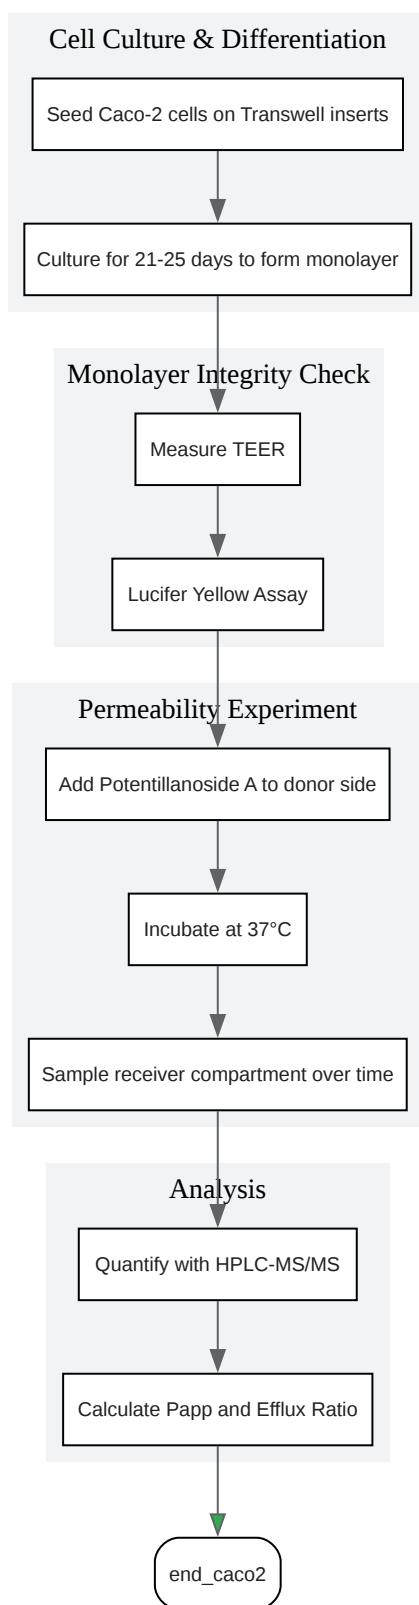 Cell Culture & Differentiation
Seed Caco-2 cells on Transwell inserts
Culture for 21-25 days to form monolayer
Monolayer Integrity Check
Measure TEER
Lucifer Yellow Assay
Permeability Experiment
Add Potentillanoside A to donor side
Incubate at 37°C
Sample receiver compartment over time
Analysis
Quantify with HPLC-MS/MS
Calculate Papp and Efflux Ratio
end_caco2